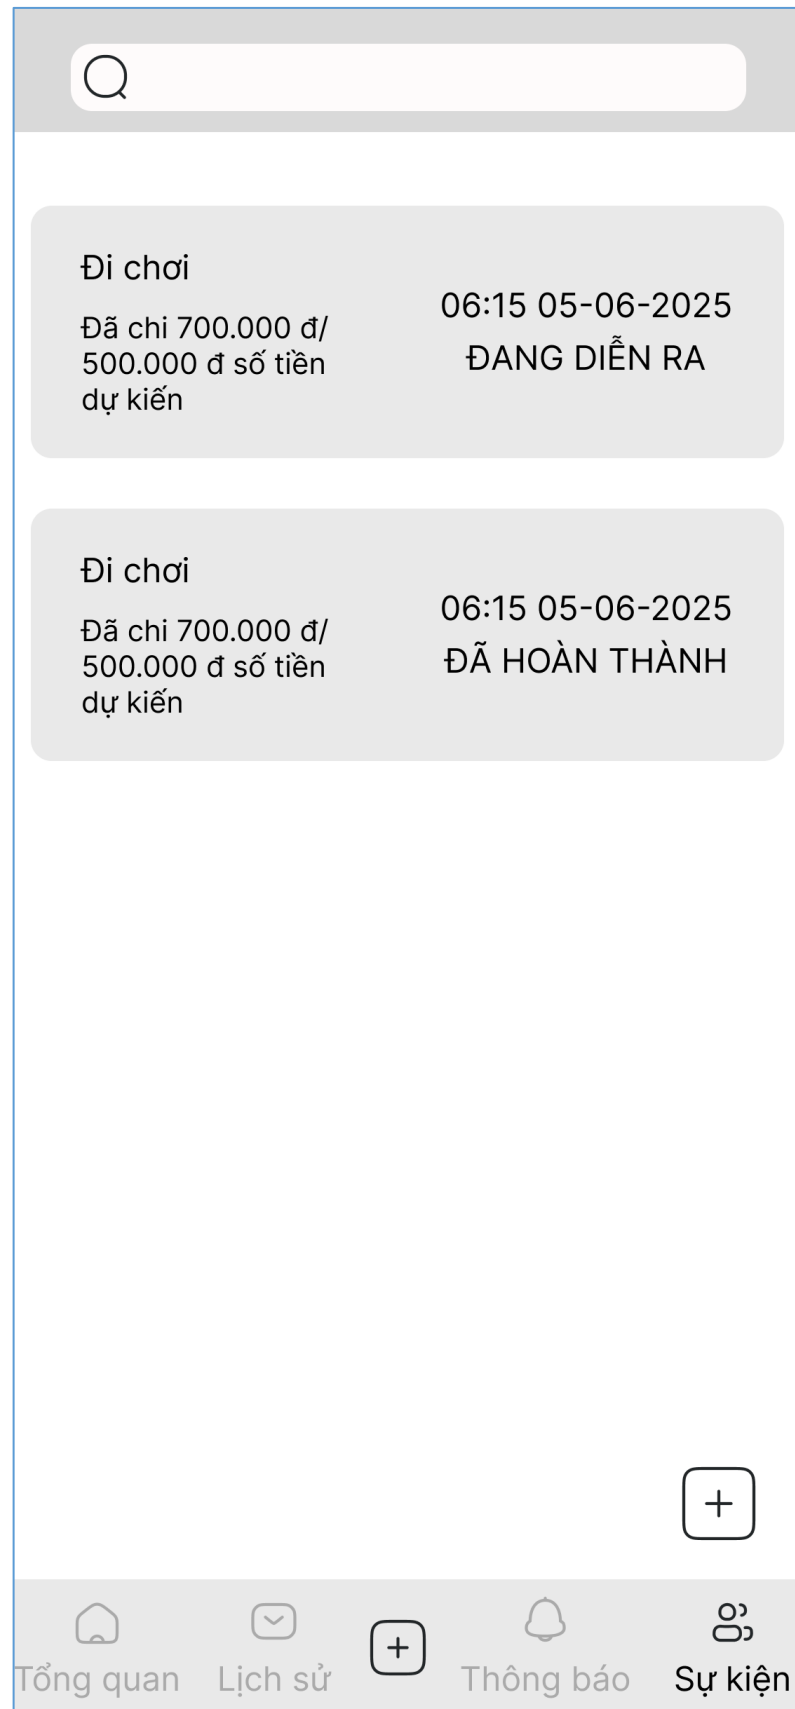 Đi chơi
Đã chi 700.000 đ/
500.000 đ số tiền
dự kiến
06:15 05-06-2025
ĐANG DIỄN RA
Đi chơi
Đã chi 700.000 đ/
500.000 đ số tiền
dự kiến
06:15 05-06-2025
ĐÃ HOÀN THÀNH
Tổng quan
Lịch sử
Thông báo
Sự kiện